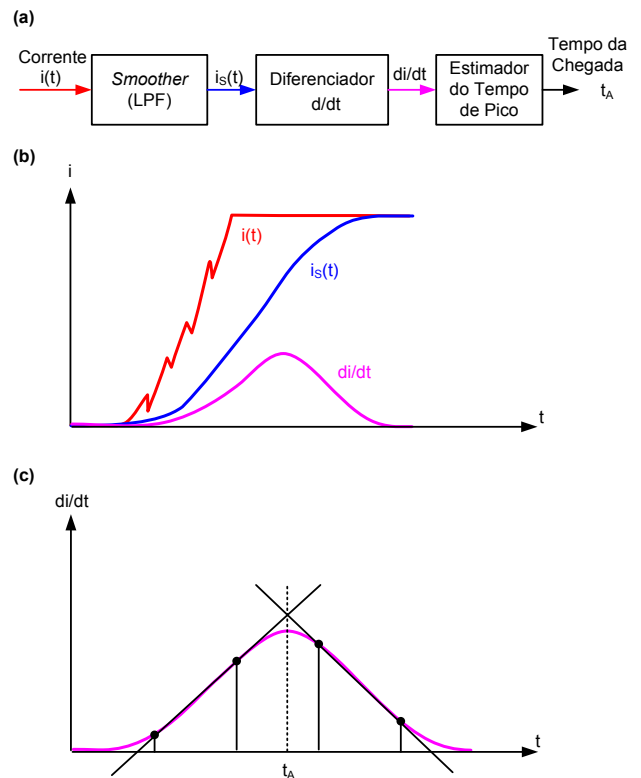 (a)
Corrente
i(t)
Smoother
(LPF)
iS(t)
Diferenciador
d/dt
di/dt
Estimador
do Tempo
de Pico
Tempo da
Chegada
tA
(b)
i
i(t)
iS(t)
di/dt
t
(c)
di/dt
t
tA